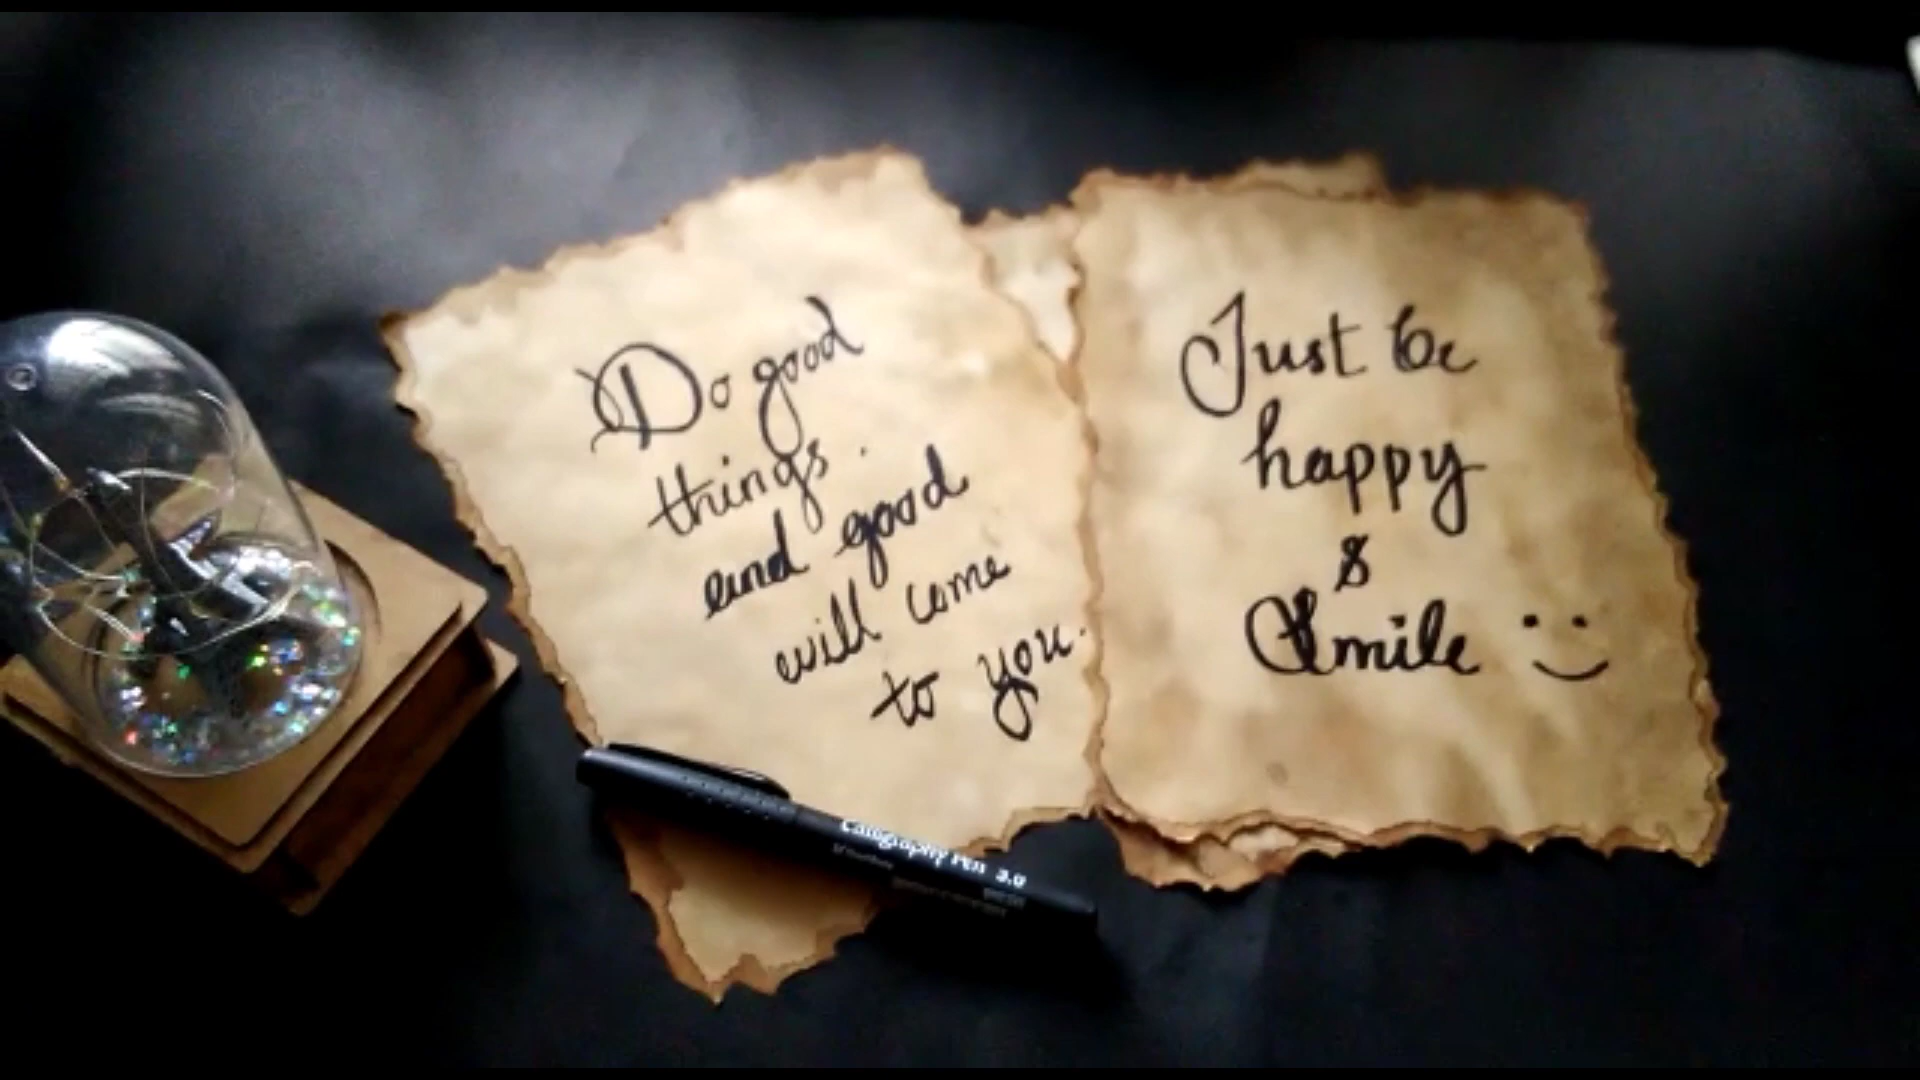 Do good
things.
and good
will come
to you.
Just be
happy
&
Smile :)
Calligraphy Pen 3.0